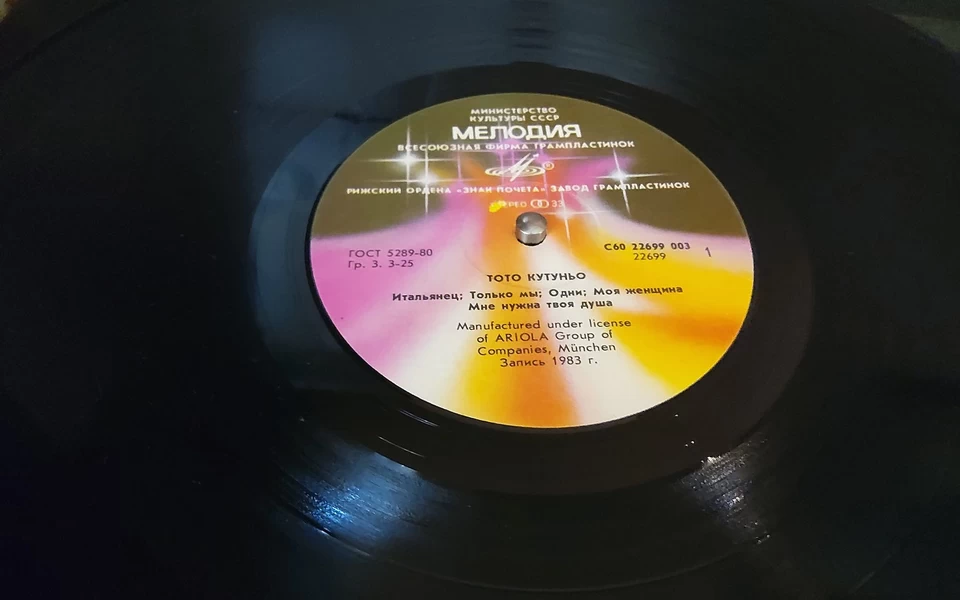 МИНИСТЕРСТВО
КУЛЬТУРЫ СССР
МЕЛОДИЯ
ВСЕСОЮЗНАЯ ФИРМА ГРАМПЛАСТИНОК
РИЖСКИЙ ОРДЕНА «ЗНАК ПОЧЕТА» ЗАВОД ГРАМПЛАСТИНОК
СТЕРЕО 33
ГОСТ 5289-80
Гр. 3. 3-25
С60 22699 003 1
22699
ТОТО КУТУНЬО
Итальянец; Только мы; Одни; Моя женщина
Мне нужна твоя душа
Manufactured under license
of ARIOLA Group of
Companies, München
Запись 1983 г.